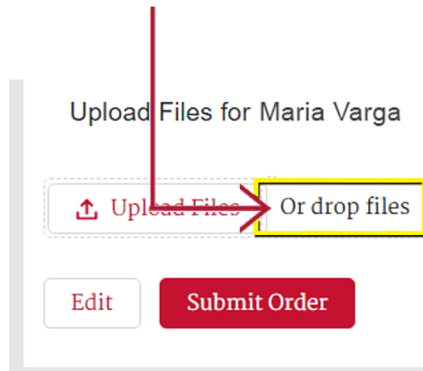 Upload Files for Maria Varga
Upload Files Or drop files
Edit Submit Order